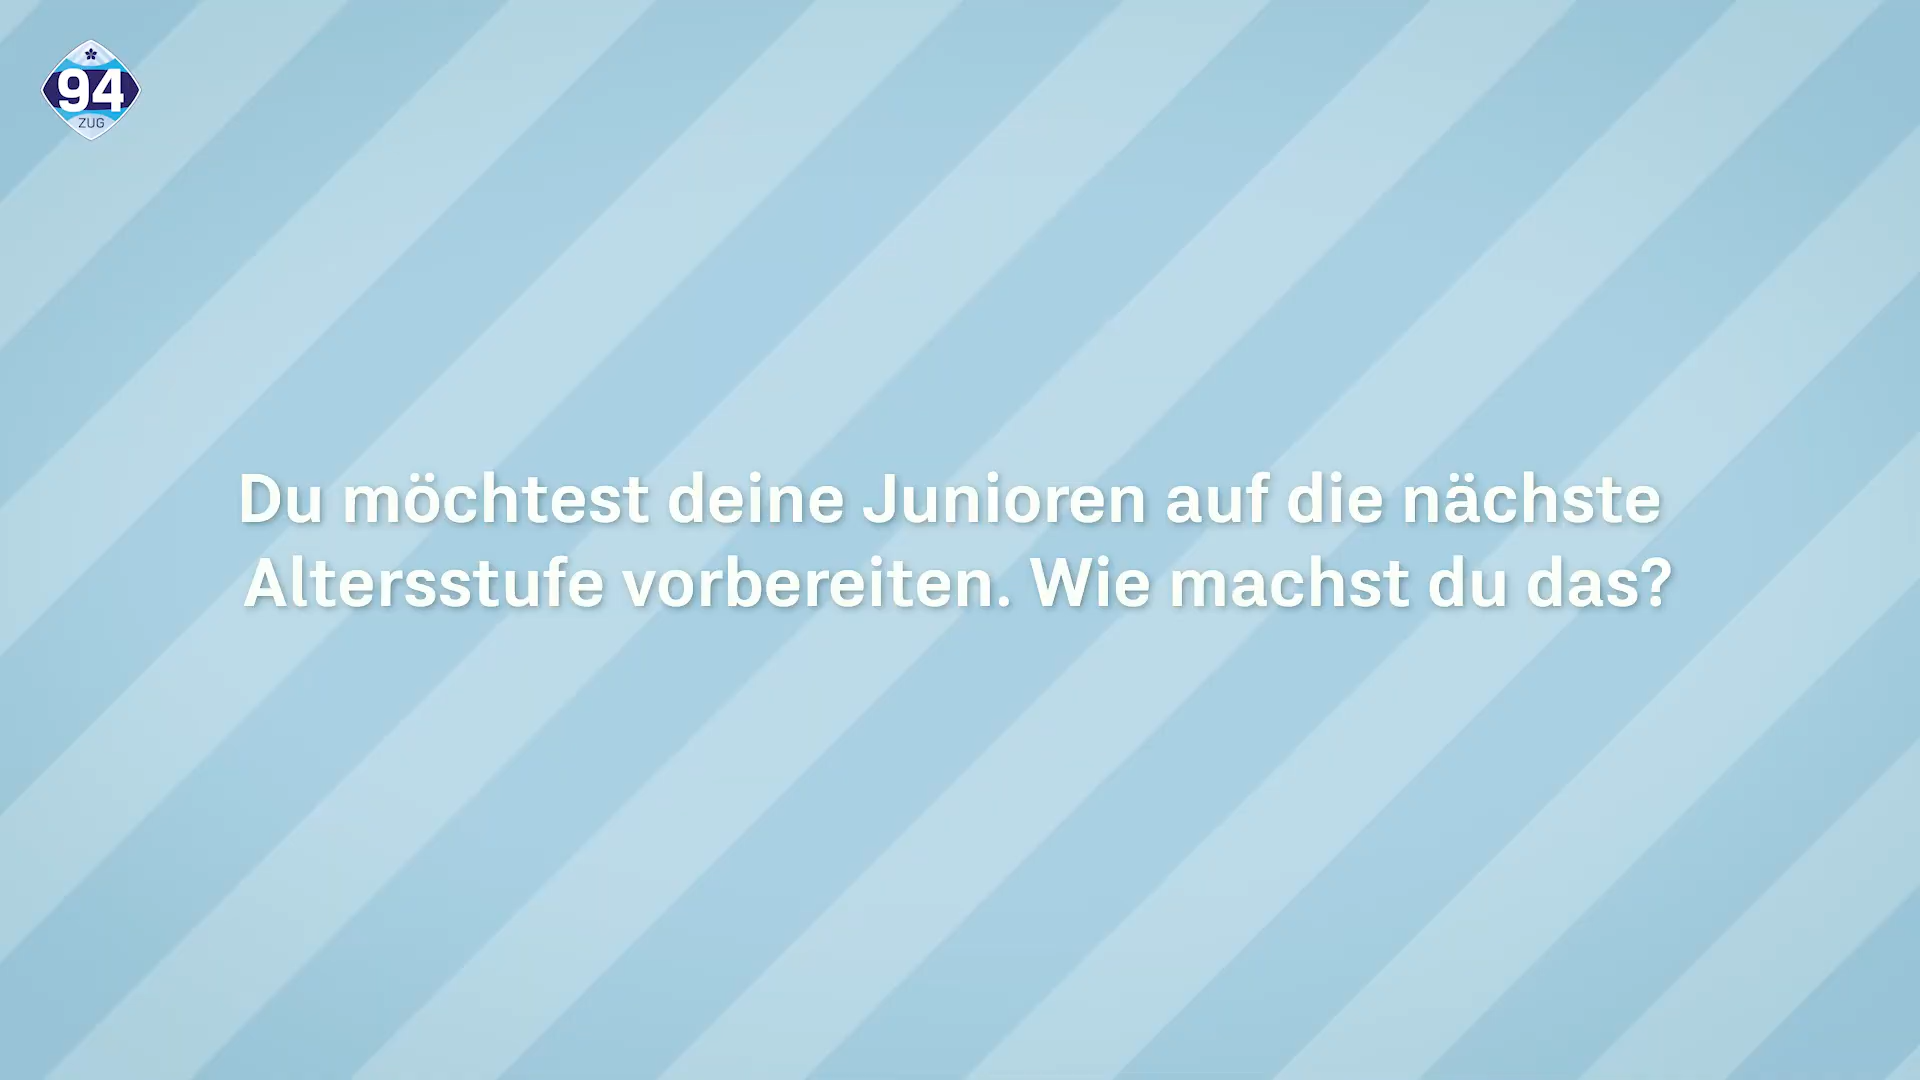 94
ZUG
Du möchtest deine Junioren auf die nächste
Altersstufe vorbereiten. Wie machst du das?